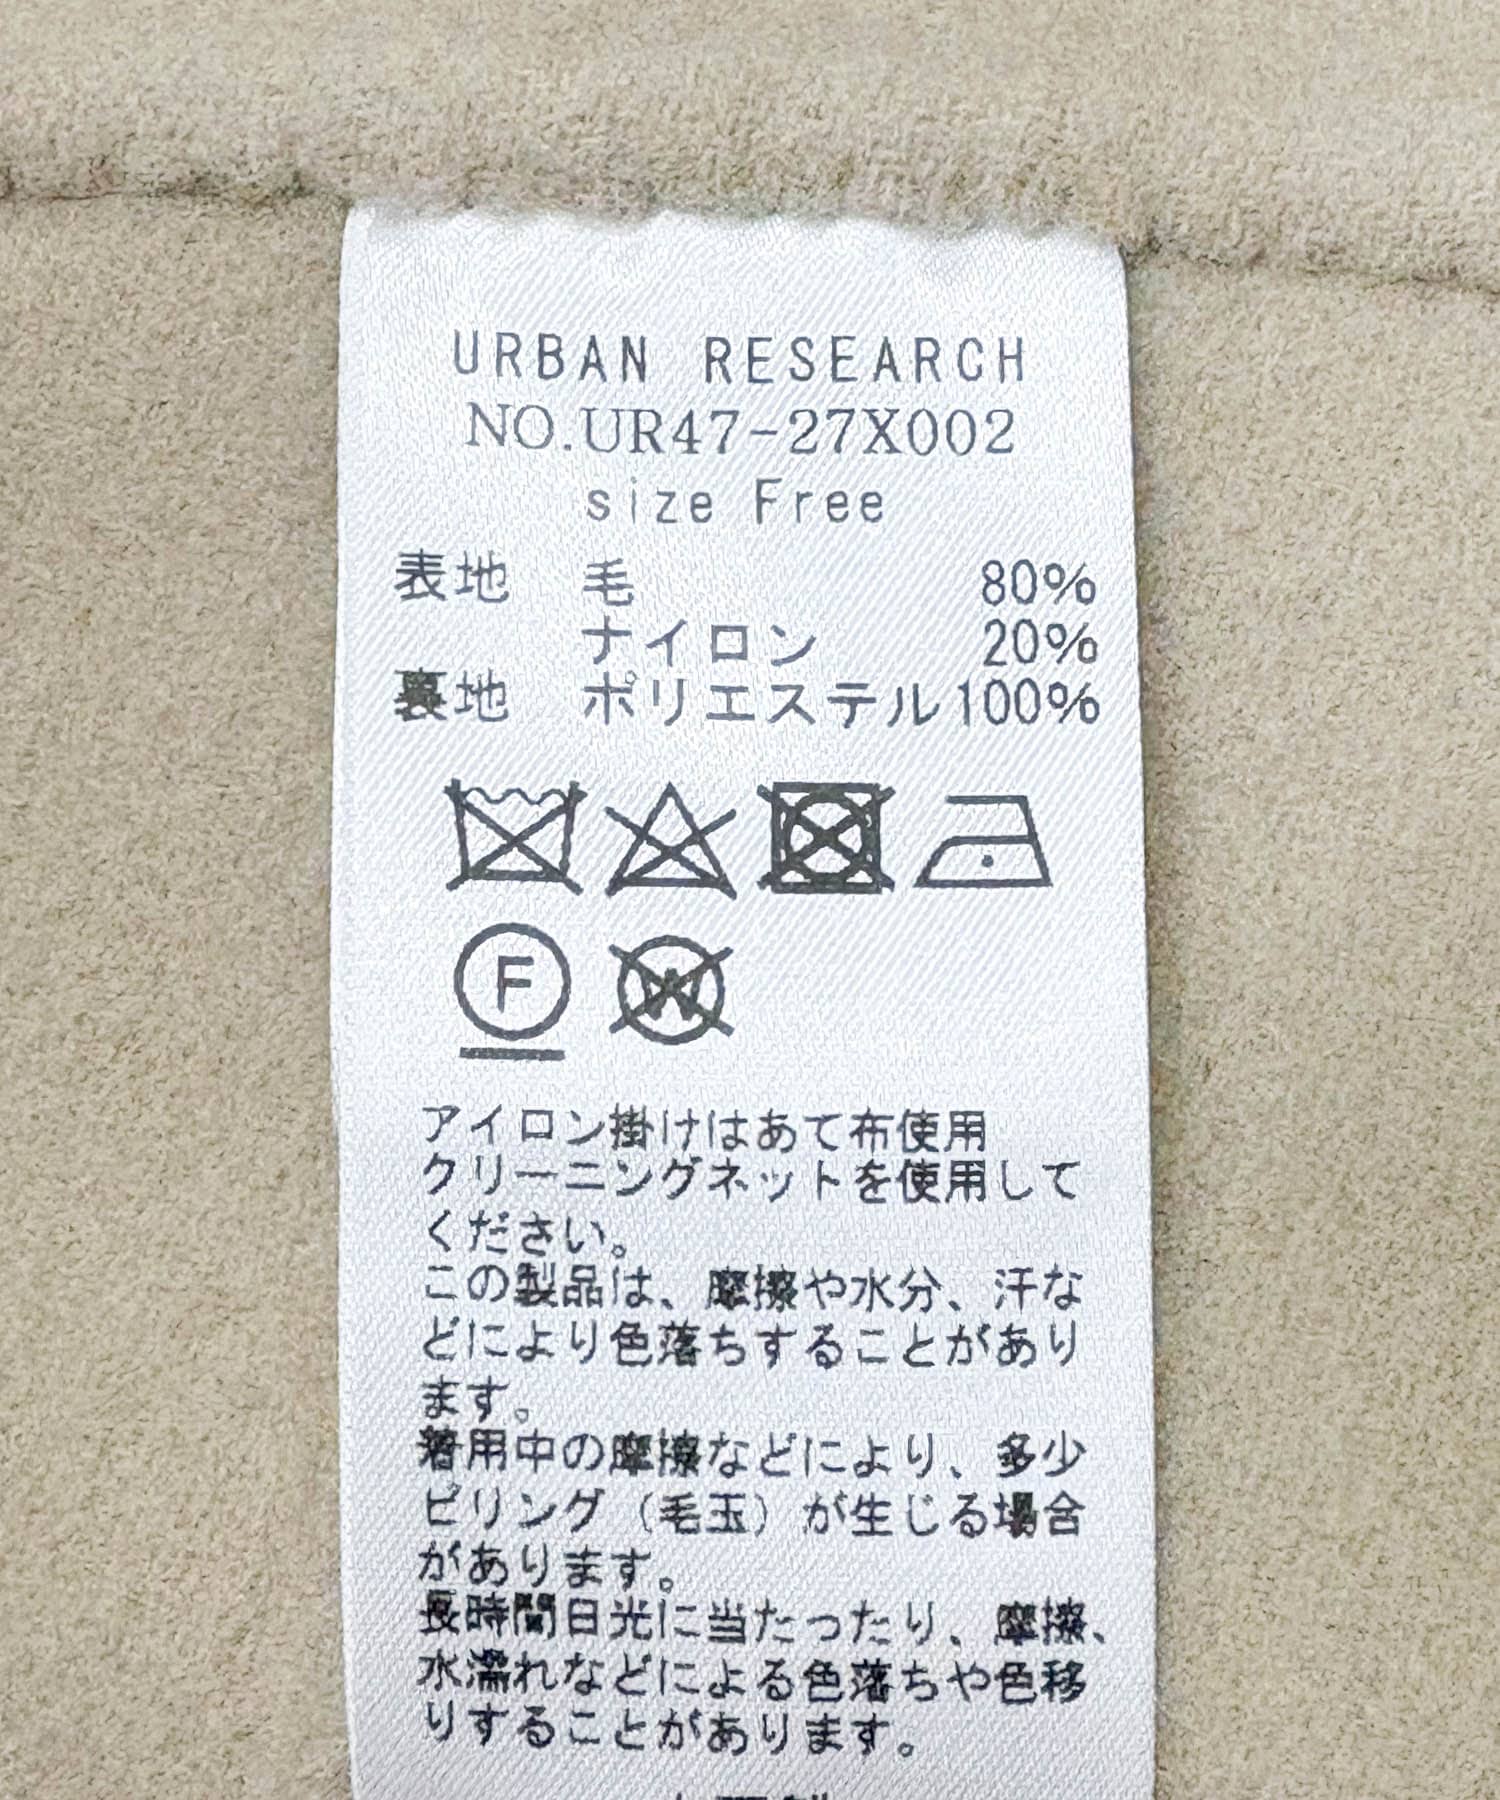 URBAN RESEARCH
NO.UR47-27X002
size Free
表地 毛 80%
ナイロン 20%
裏地 ポリエステル 100%
F
W
アイロン掛けはあて布使用
クリーニングネットを使用して
ください。
この製品は、摩擦や水分、汗な
どにより色落ちすることがあり
ます。
着用中の摩擦などにより、多少
ピリング（毛玉）が生じる場合
があります。
長時間日光に当たったり、摩擦、
水濡れなどによる色落ちや色移
りすることがあります。